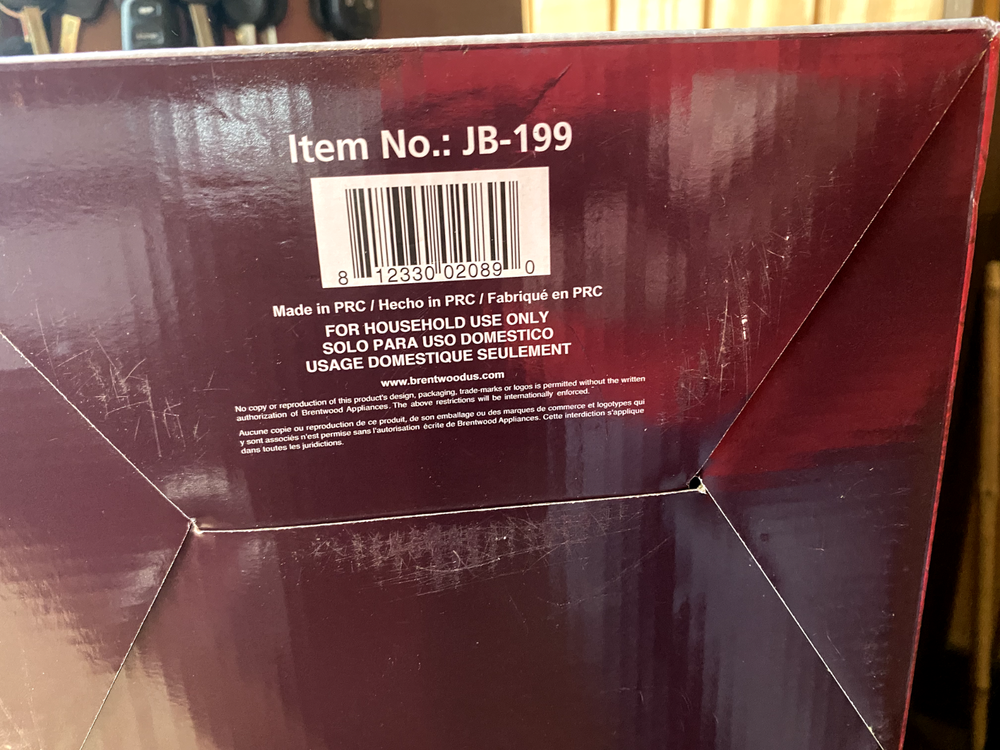 Item No.: JB-199
8 12330 02089 0
Made in PRC / Hecho in PRC / Fabriqué en PRC
FOR HOUSEHOLD USE ONLY
SOLO PARA USO DOMESTICO
USAGE DOMESTIQUE SEULEMENT
www.brentwoodus.com
No copy or reproduction of this product's design, packaging, trade-marks or logos is permitted without the written
authorization of Brentwood Appliances. The above restrictions will be internationally enforced.
Aucune copie ou reproduction de ce produit, de son emballage ou des marques de commerce et logotypes qui
y sont associés n'est permise sans l'autorisation écrite de Brentwood Appliances. Cette interdiction s'applique
dans toutes les juridictions.